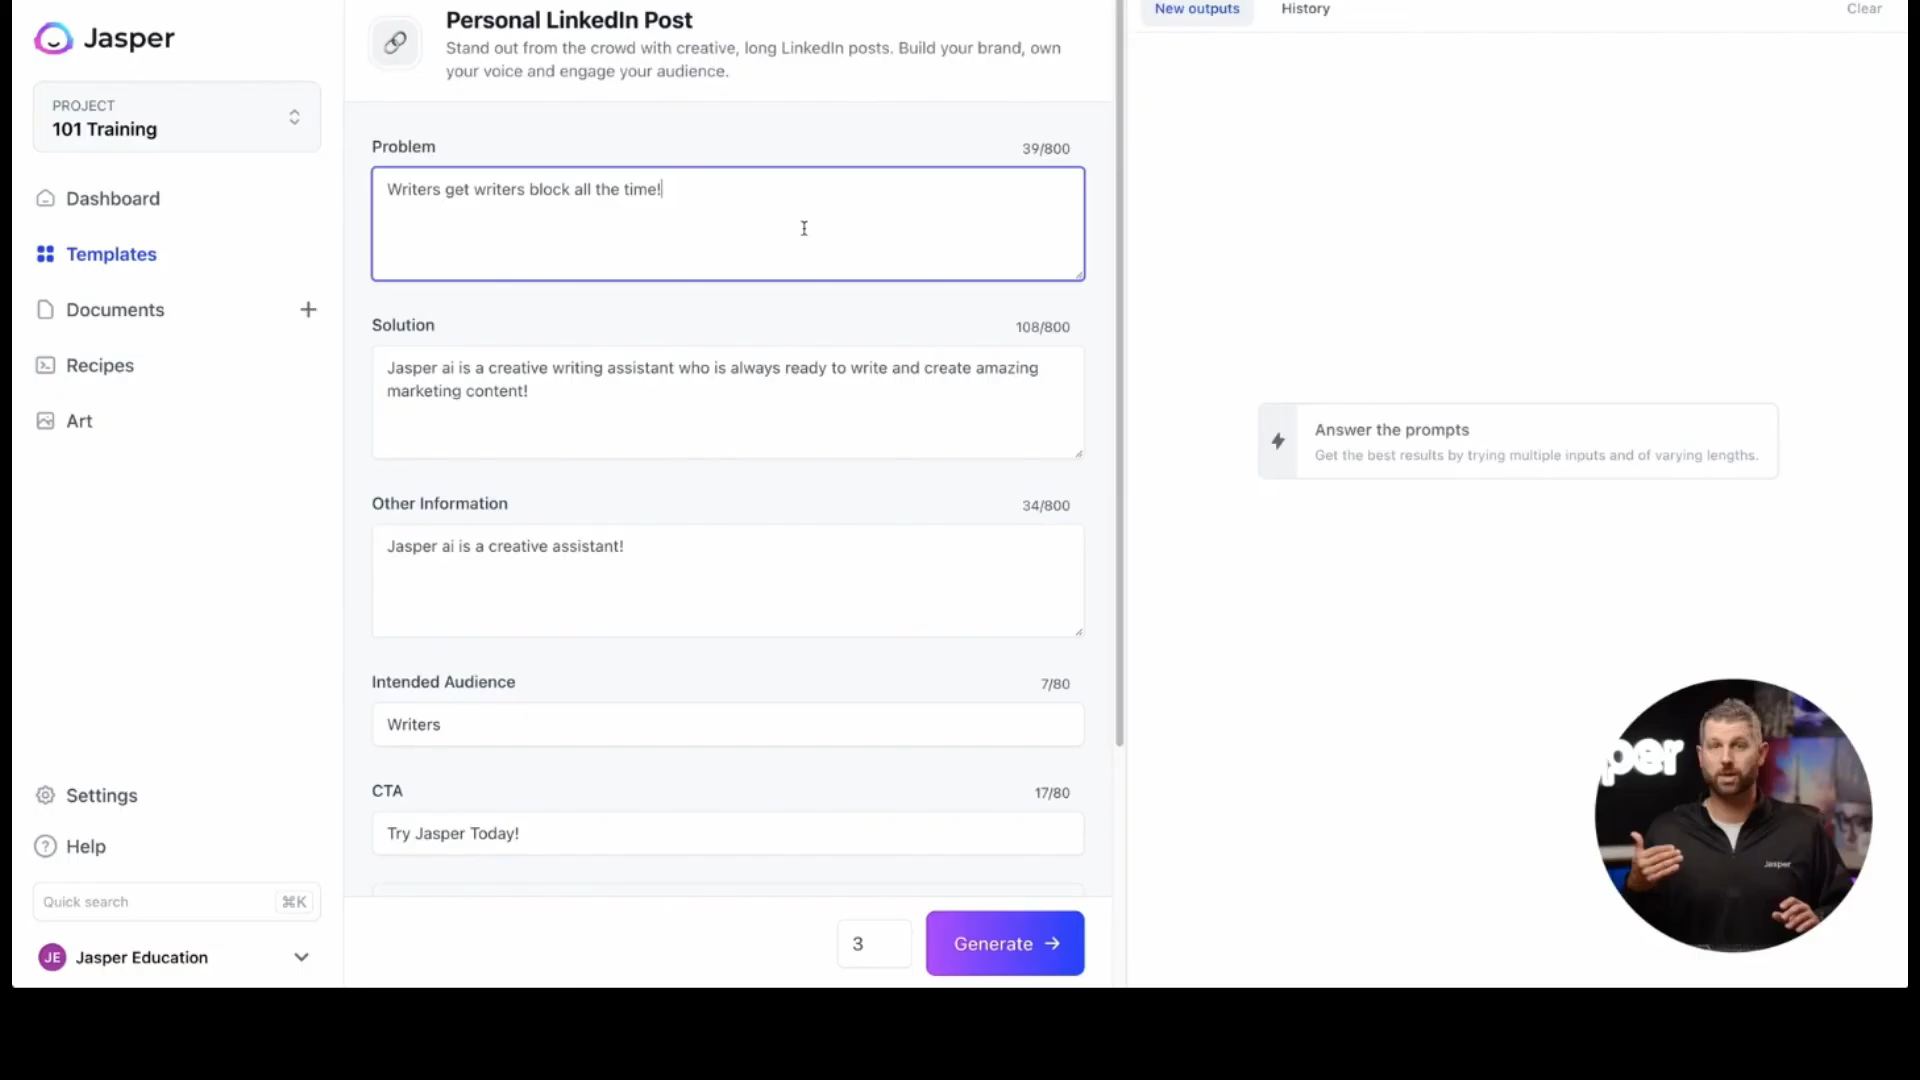 Jasper
PROJECT
101 Training
Dashboard
Templates
Documents
Recipes
Art
Settings
Help
Quick search
⌘K
JE
Jasper Education
Personal LinkedIn Post
Stand out from the crowd with creative, long LinkedIn posts. Build your brand, own
your voice and engage your audience.
Problem
39/800
Writers get writers block all the time!
Solution
108/800
Jasper ai is a creative writing assistant who is always ready to write and create amazing
marketing content!
Other Information
34/800
Jasper ai is a creative assistant!
Intended Audience
7/80
Writers
CTA
17/80
Try Jasper Today!
3
Generate →
New outputs
History
Clear
Answer the prompts
Get the best results by trying multiple inputs and of varying lengths.
per
Jasper